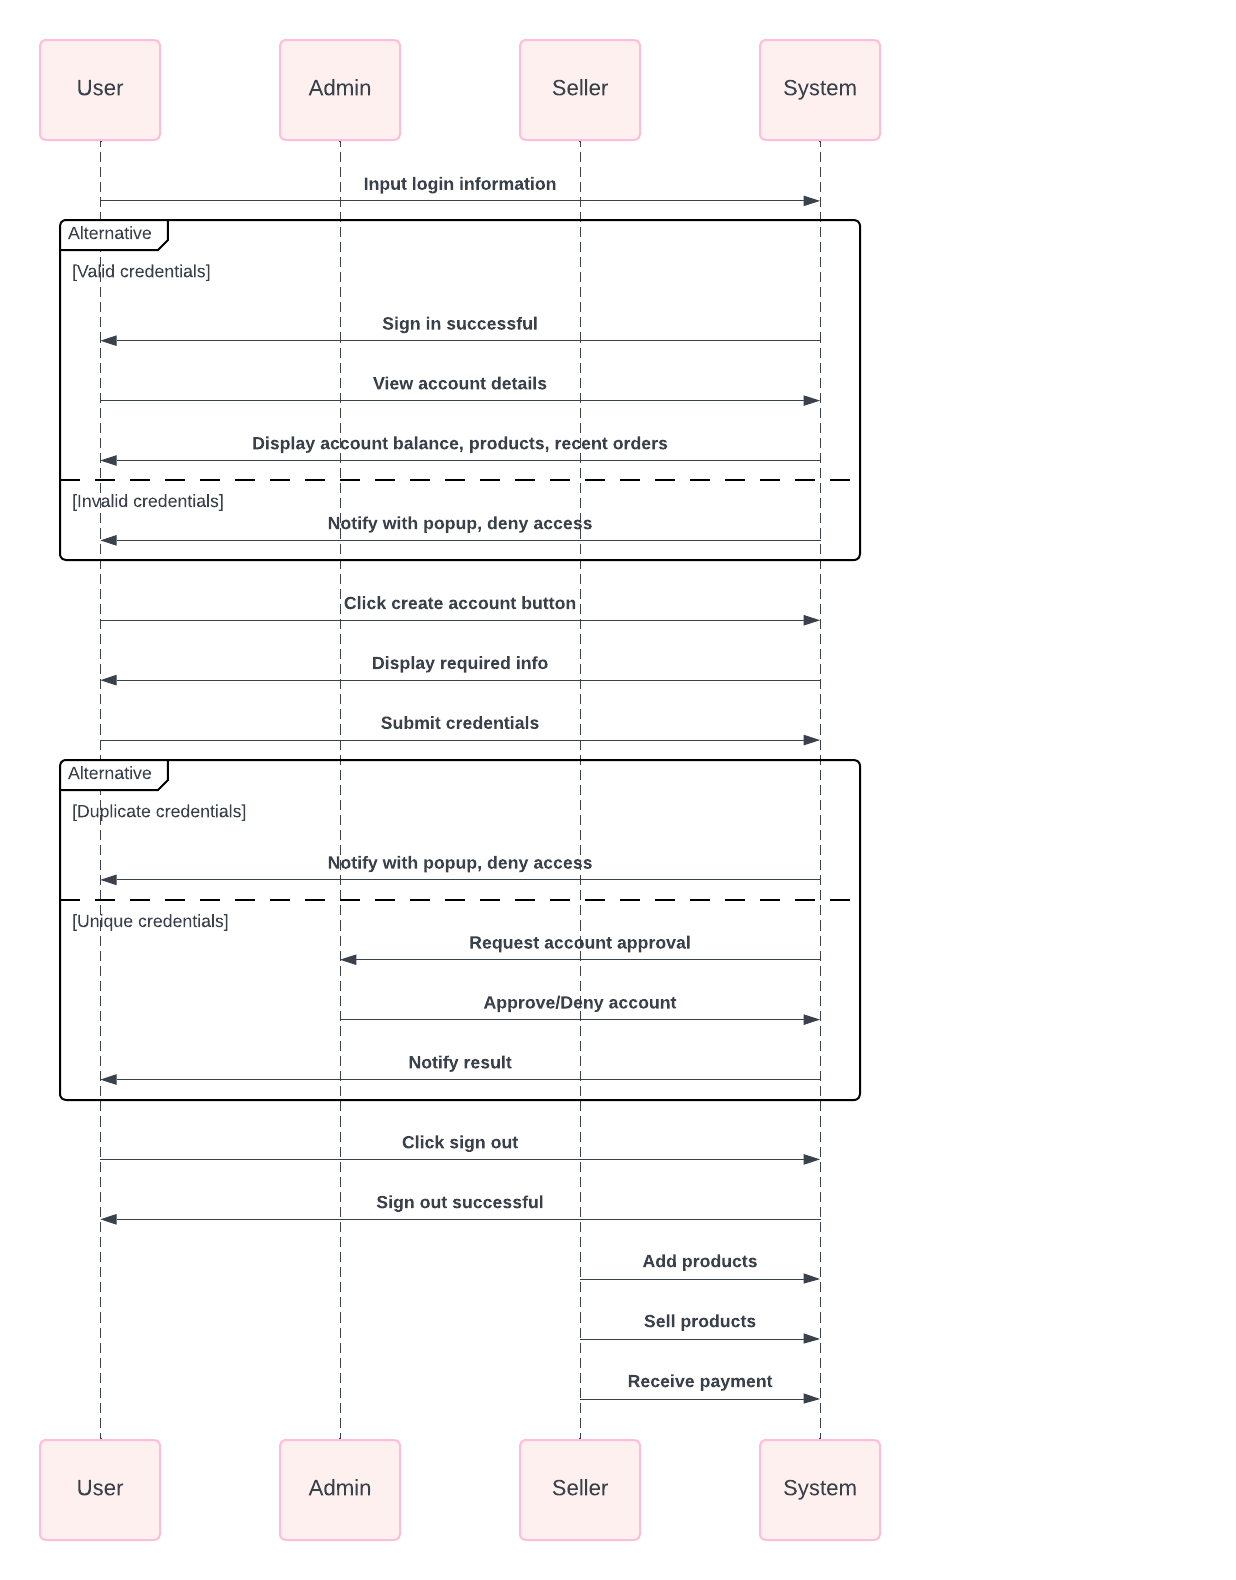 User
Admin
Seller
System
Input login information
Alternative
[Valid credentials]
Sign in successful
View account details
Display account balance, products, recent orders
[Invalid credentials]
Notify with popup, deny access
Click create account button
Display required info
Submit credentials
Alternative
[Duplicate credentials]
Notify with popup, deny access
[Unique credentials]
Request account approval
Approve/Deny account
Notify result
Click sign out
Sign out successful
Add products
Sell products
Receive payment
User
Admin
Seller
System